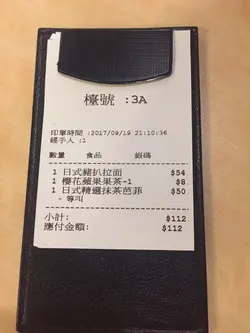 檯號 :3A
印單時間 :2017/09/19 21:10:36
經手人 :1
數量 食品 銀碼
1 日式豬扒拉面 $54
1 櫻花蘋果果茶-1 $8
1 日式精選抹茶芭菲 $50
- 尋叫
小計: $112
應付金額: $112